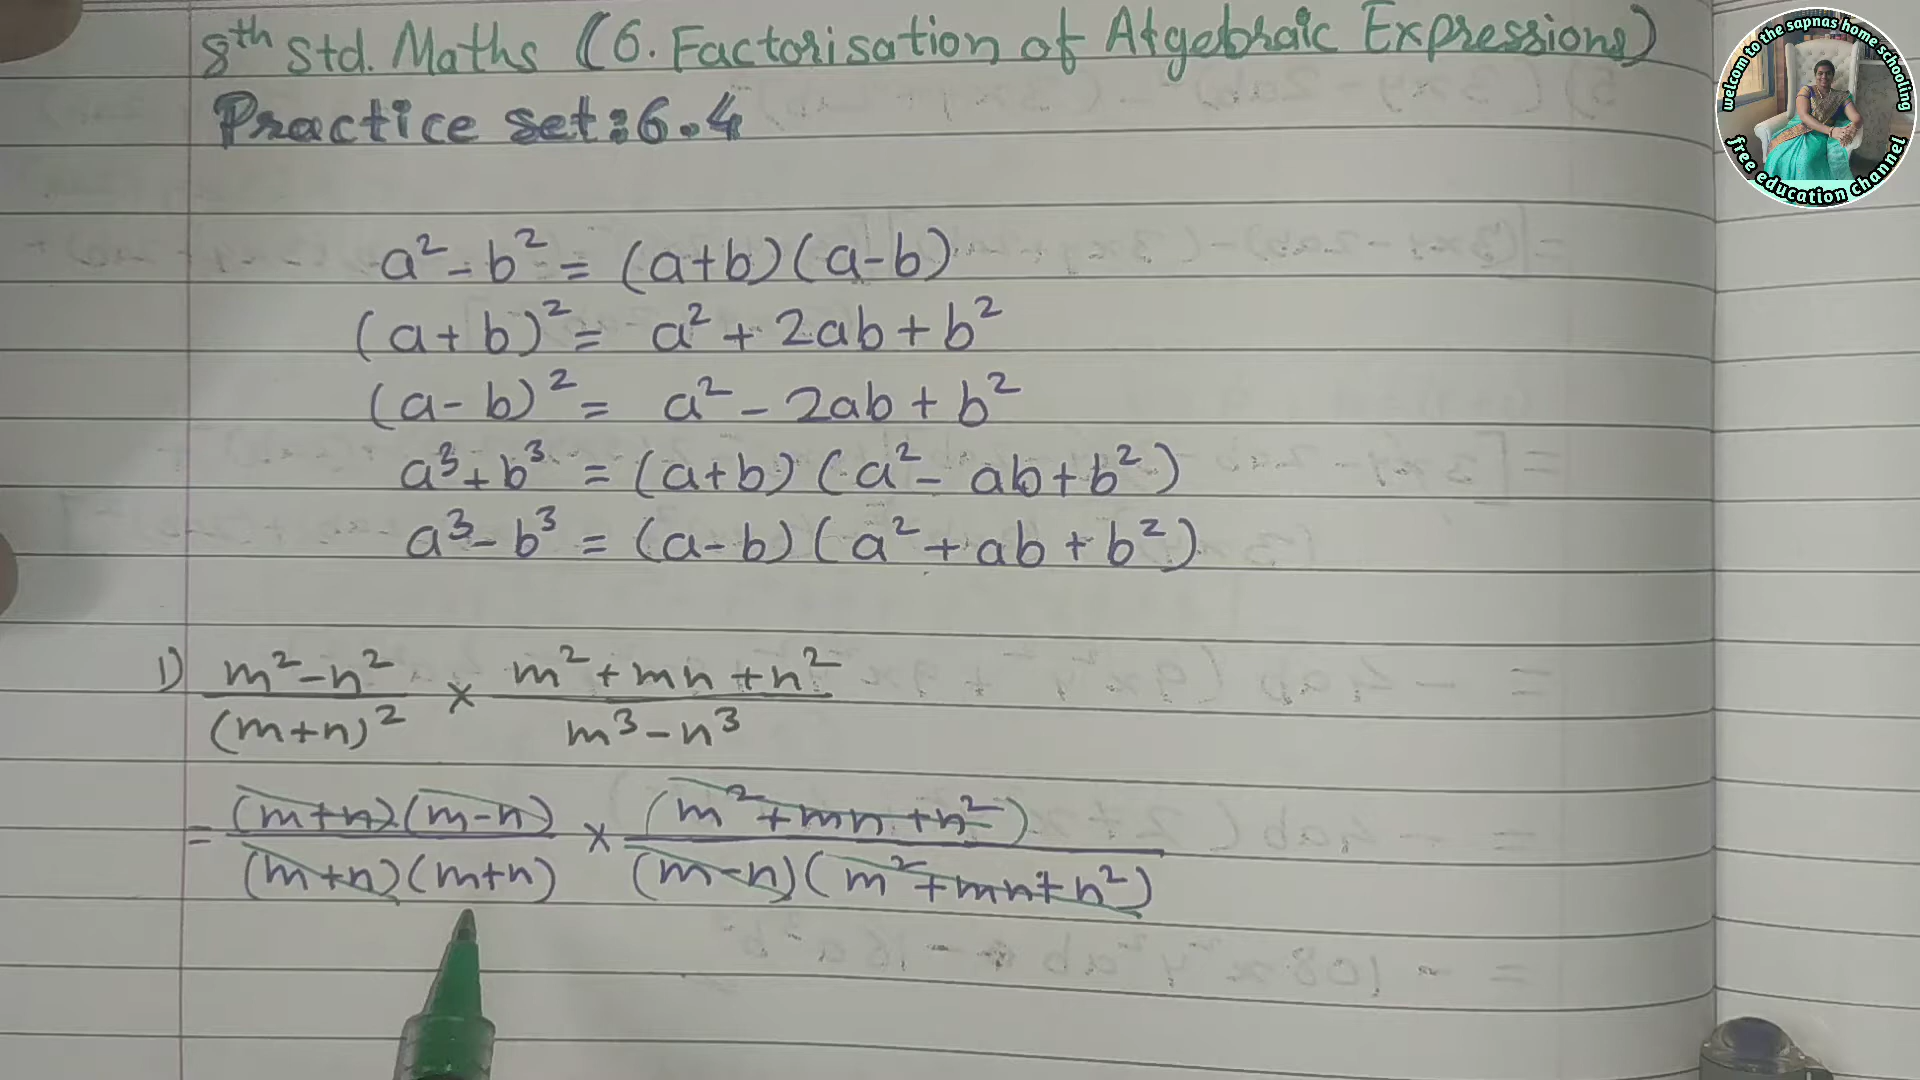 8th Std. Maths (6. Factorisation of Algebraic Expressions)
Practice set:6.4
a² - b² = (a+b)(a-b)
(a+b)² = a² + 2ab + b²
(a-b)² = a² - 2ab + b²
a³+b³ = (a+b)(a² - ab+b²)
a³-b³ = (a-b)(a² + ab + b²)
1) m²-n² / (m+n)² × m²+mn+n² / m³-n³
= (m+n)(m-n) / (m+n)(m+n) × (m²+mn+n²) / (m-n)(m²+mn+n²)
welcom to the sapnas home schooling
free education channel